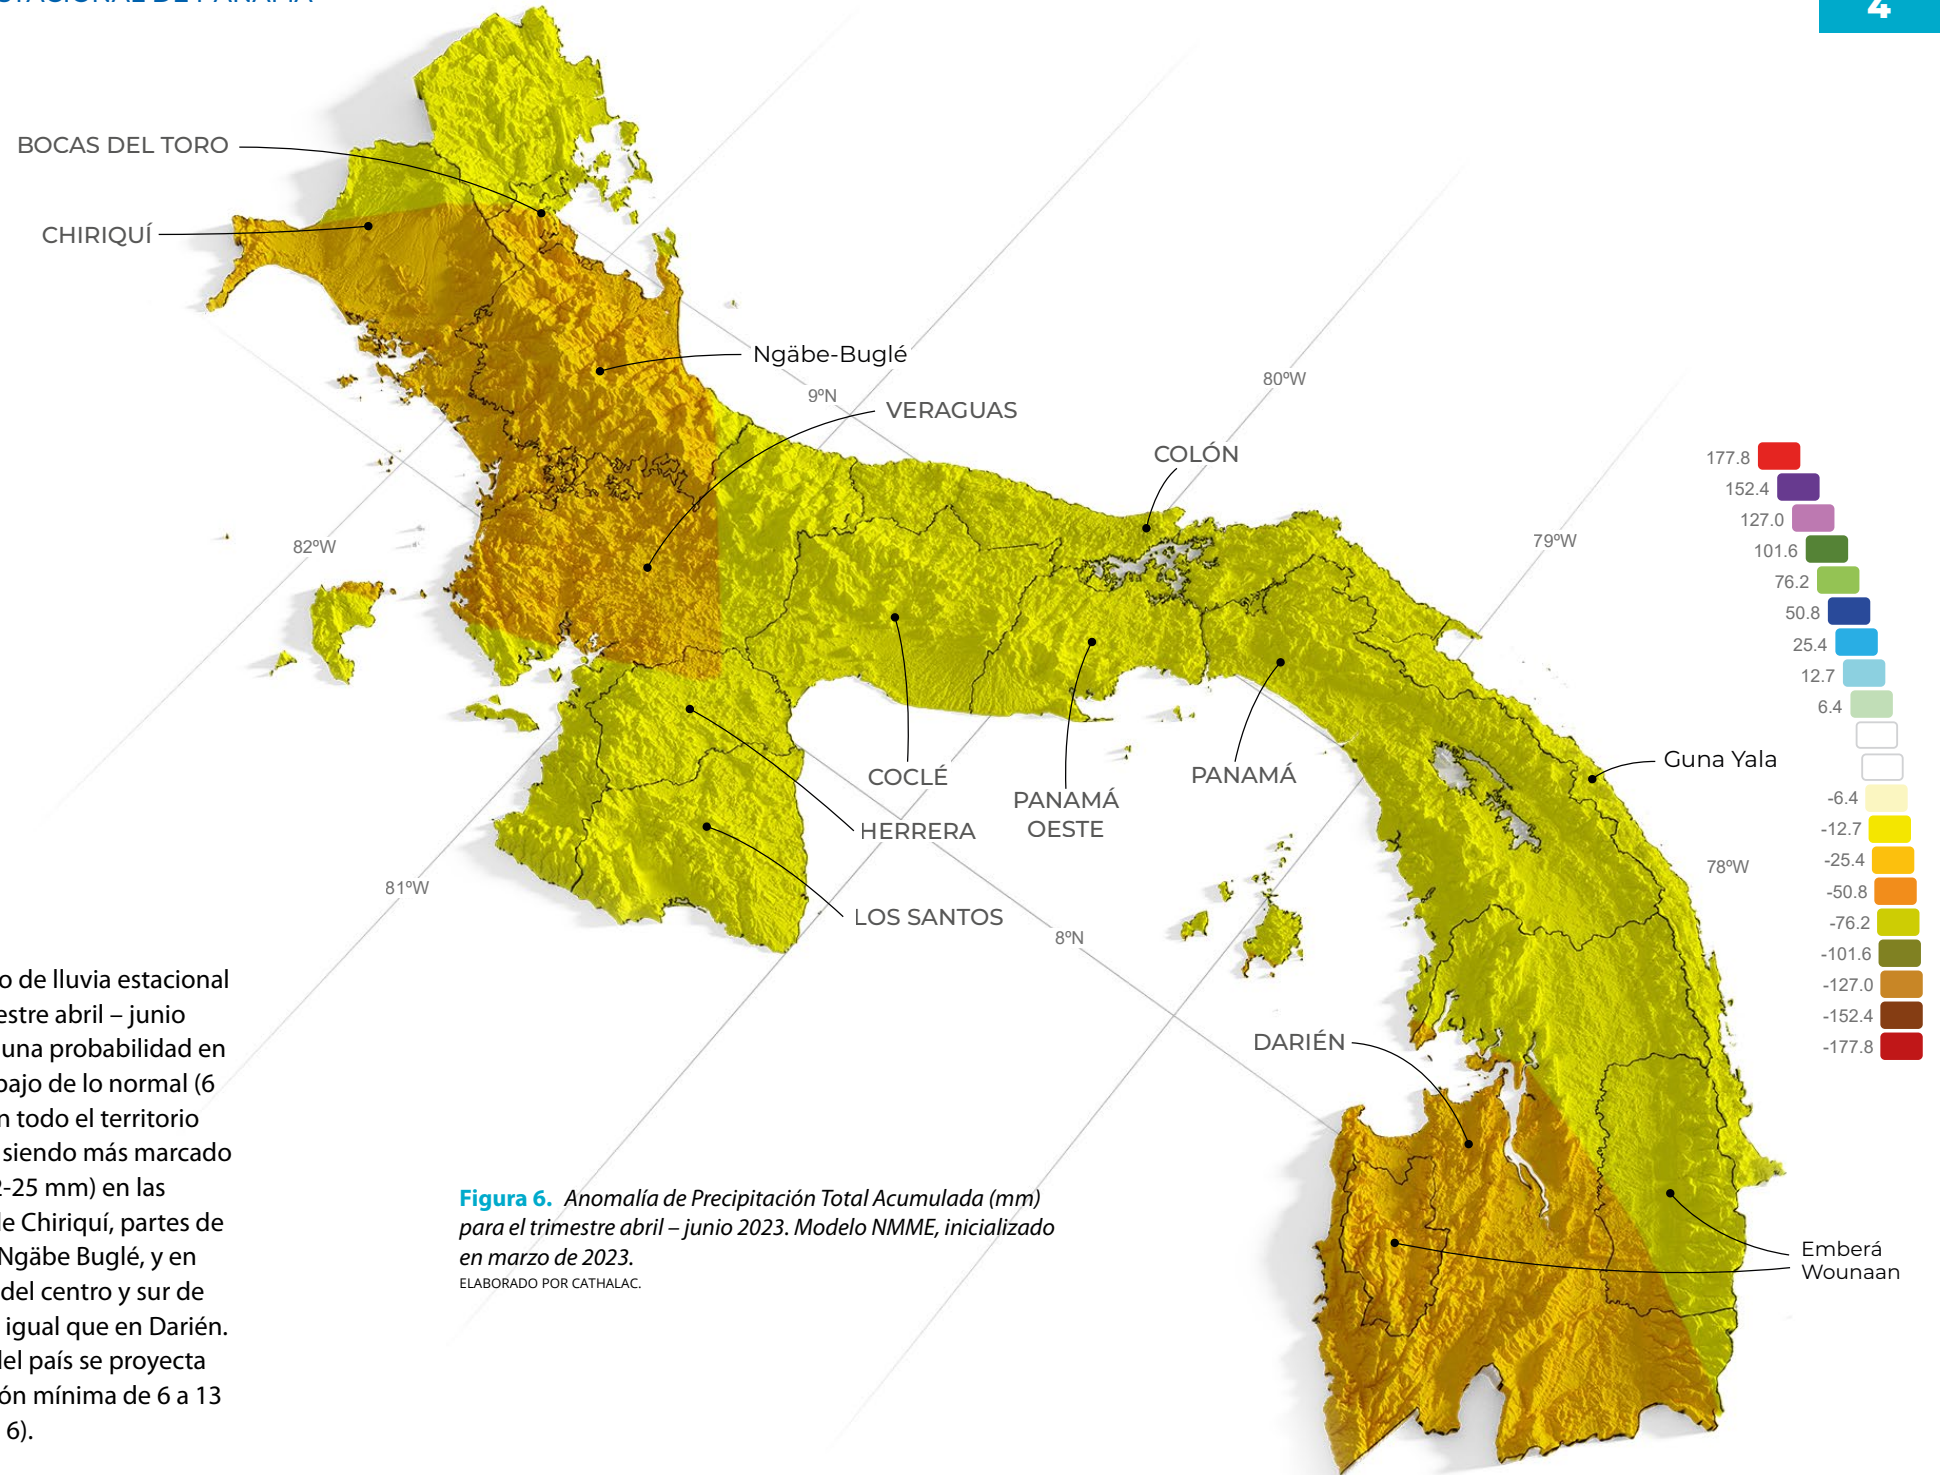 4
BOCAS DEL TORO
CHIRIQUÍ
Ngäbe-Buglé
9ºN
VERAGUAS
80ºW
COLÓN
79ºW
82ºW
COCLÉ
PANAMÁ
OESTE
PANAMÁ
Guna Yala
HERRERA
LOS SANTOS
81ºW
8ºN
78ºW
DARIÉN
Emberá
Wounaan
177.8
152.4
127.0
101.6
76.2
50.8
25.4
12.7
6.4
-6.4
-12.7
-25.4
-50.8
-76.2
-101.6
-127.0
-152.4
-177.8
o de lluvia estacional
estre abril – junio
una probabilidad en
bajo de lo normal (6
n todo el territorio
siendo más marcado
2-25 mm) en las
de Chiriquí, partes de
Ngäbe Buglé, y en
del centro y sur de
igual que en Darién.
del país se proyecta
ón mínima de 6 a 13
6).
Figura 6. Anomalía de Precipitación Total Acumulada (mm)
para el trimestre abril – junio 2023. Modelo NMME, inicializado
en marzo de 2023.
ELABORADO POR CATHALAC.